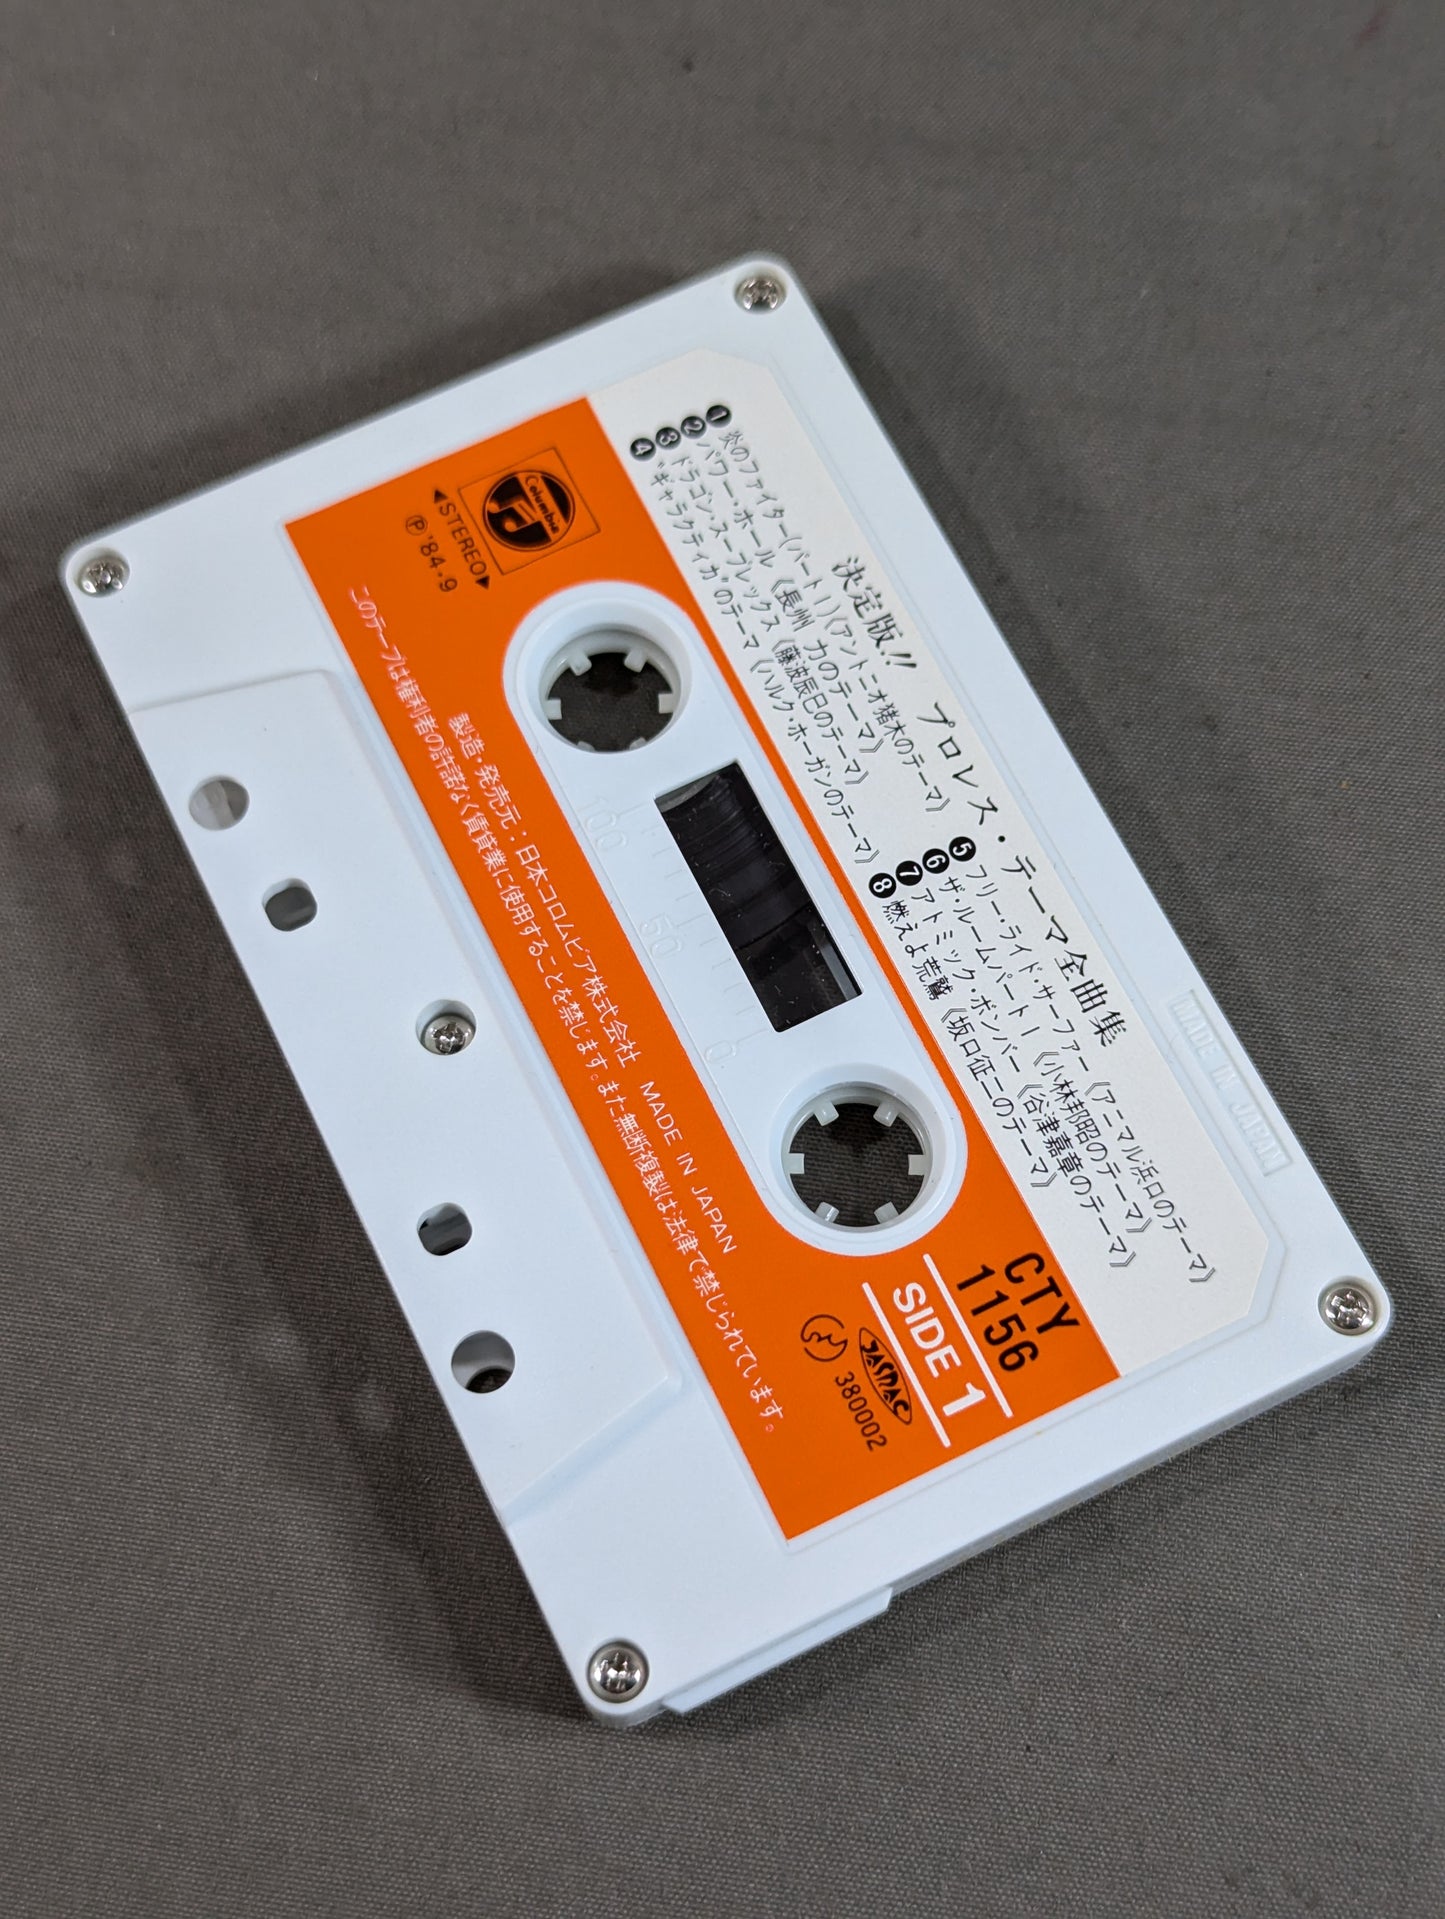 決定版!! プロレス・テーマ全曲集
❶炎のファイター(パートI)《アントニオ猪木のテーマ》
❷パワー・ホール《長州 力のテーマ》
❸ドラゴン・スープレックス《藤波辰巳のテーマ》
❹“ギャラクティカ”のテーマ《ハルク・ホーガンのテーマ》
❺フリー・ライド・サーファー《アニマル浜口のテーマ》
❻ザ・ルームパートI《小林邦昭のテーマ》
❼アトミック・ボンバー《谷津嘉章のテーマ》
❽燃えよ荒鷲《坂口征二のテーマ》
Columbia
◀STEREO▶
Ⓟ'84・9
CTY
1156
SIDE 1
JASRAC
380002
100 50 0
製造・発売元:日本コロムビア株式会社 MADE IN JAPAN
このテープは権利者の許諾なく賃貸業に使用することを禁じます。また無断複製は法律で禁じられています。
MADE IN JAPAN